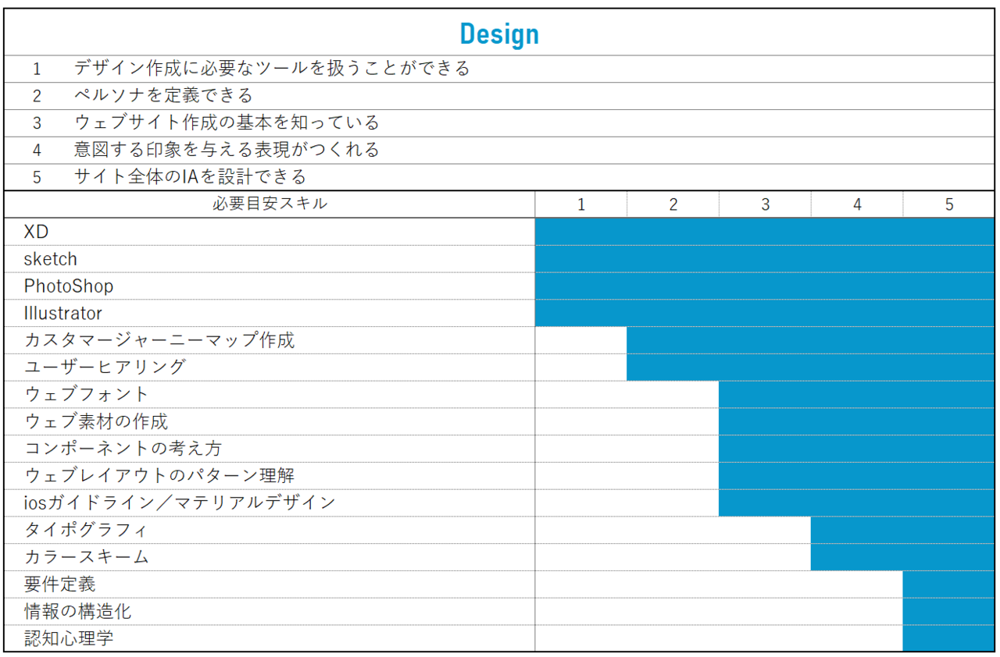 Design
1 デザイン作成に必要なツールを扱うことができる
2 ペルソナを定義できる
3 ウェブサイト作成の基本を知っている
4 意図する印象を与える表現がつくれる
5 サイト全体のIAを設計できる
必要目安スキル 1 2 3 4 5
XD
sketch
PhotoShop
Illustrator
カスタマージャーニーマップ作成
ユーザーヒアリング
ウェブフォント
ウェブ素材の作成
コンポーネントの考え方
ウェブレイアウトのパターン理解
iosガイドライン／マテリアルデザイン
タイポグラフィ
カラースキーム
要件定義
情報の構造化
認知心理学